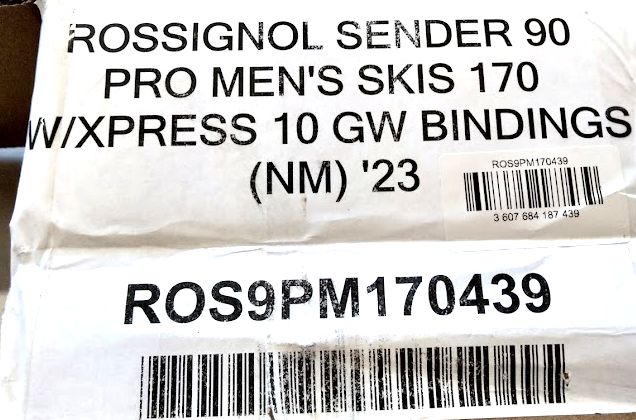 ROSSIGNOL SENDER 90
PRO MEN'S SKIS 170
W/XPRESS 10 GW BINDINGS
(NM) '23
ROS9PM170439
3 607 684 187 439
ROS9PM170439